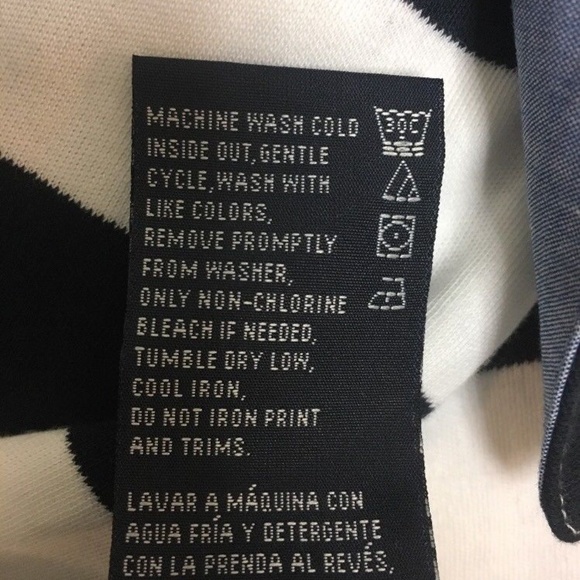 MACHINE WASH COLD
INSIDE OUT, GENTLE
CYCLE, WASH WITH
LIKE COLORS,
REMOVE PROMPTLY
FROM WASHER,
ONLY NON-CHLORINE
BLEACH IF NEEDED,
TUMBLE DRY LOW,
COOL IRON,
DO NOT IRON PRINT
AND TRIMS.
30C
LAVAR A MÁQUINA CON
AGUA FRÍA Y DETERGENTE
CON LA PRENDA AL REVÉS,